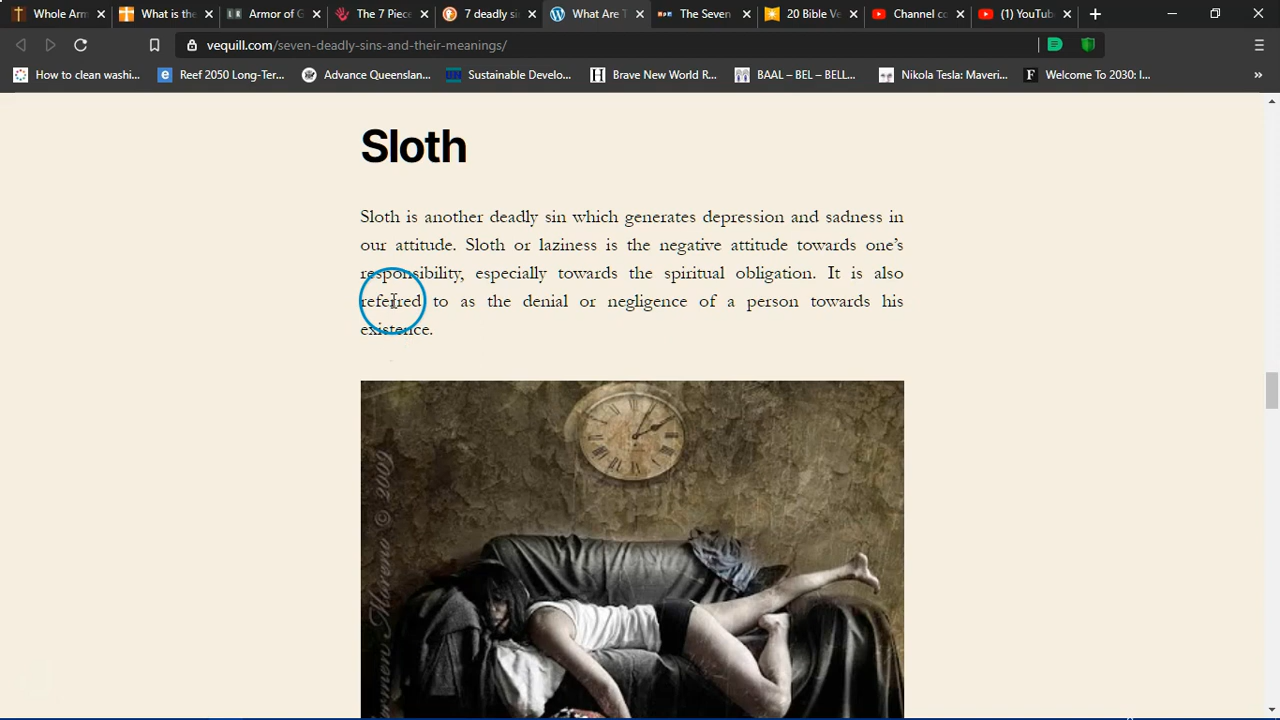 Whole Arm
What is the
Armor of G
The 7 Piece
7 deadly si
What Are T
The Seven
20 Bible Ve
Channel co
(1) YouTub
vequill.com/seven-deadly-sins-and-their-meanings/
How to clean washi...
Reef 2050 Long-Ter...
Advance Queenslan...
Sustainable Develo...
Brave New World R...
BAAL – BEL – BELL...
Nikola Tesla: Maveri...
Welcome To 2030: I...
Sloth
Sloth is another deadly sin which generates depression and sadness in
our attitude. Sloth or laziness is the negative attitude towards one's
responsibility, especially towards the spiritual obligation. It is also
referred to as the denial or negligence of a person towards his
existence.
rmen Moreno © 2009